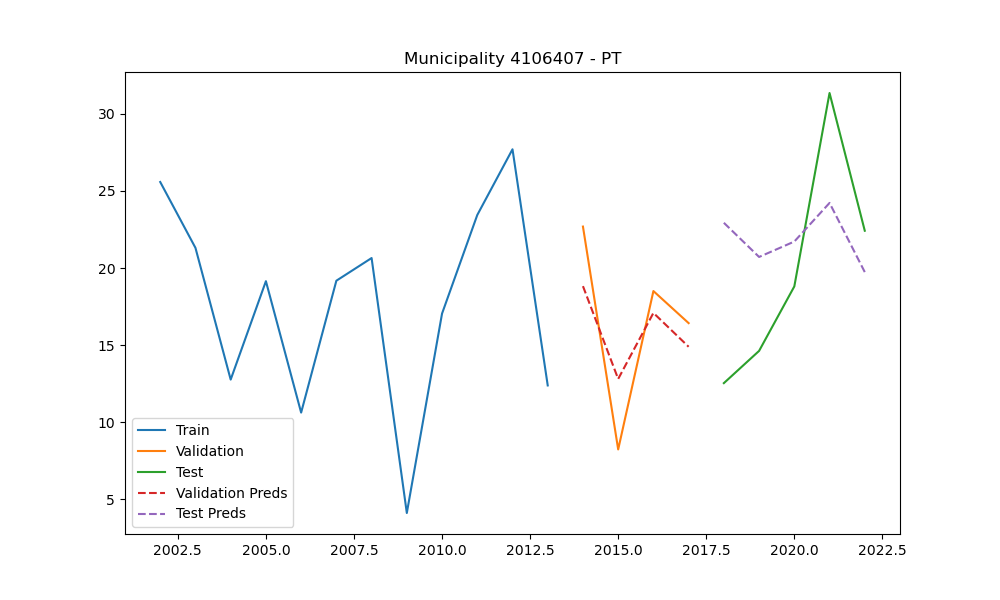 Municipality 4106407 - PT
30
25
20
15
10
5
Train
Validation
Test
Validation Preds
Test Preds
2002.5 2005.0 2007.5 2010.0 2012.5 2015.0 2017.5 2020.0 2022.5